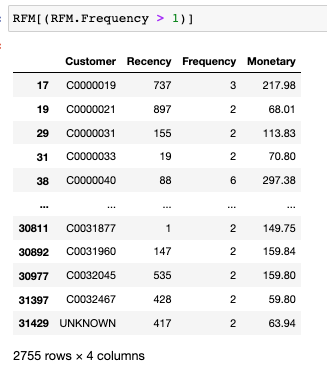 RFM[(RFM.Frequency > 1)]
Customer Recency Frequency Monetary
17 C0000019 737 3 217.98
19 C0000021 897 2 68.01
29 C0000031 155 2 113.83
31 C0000033 19 2 70.80
38 C0000040 88 6 297.38
... ... ... ... ...
30811 C0031877 1 2 149.75
30892 C0031960 147 2 159.84
30977 C0032045 535 2 159.80
31397 C0032467 428 2 59.80
31429 UNKNOWN 417 2 63.94
2755 rows × 4 columns